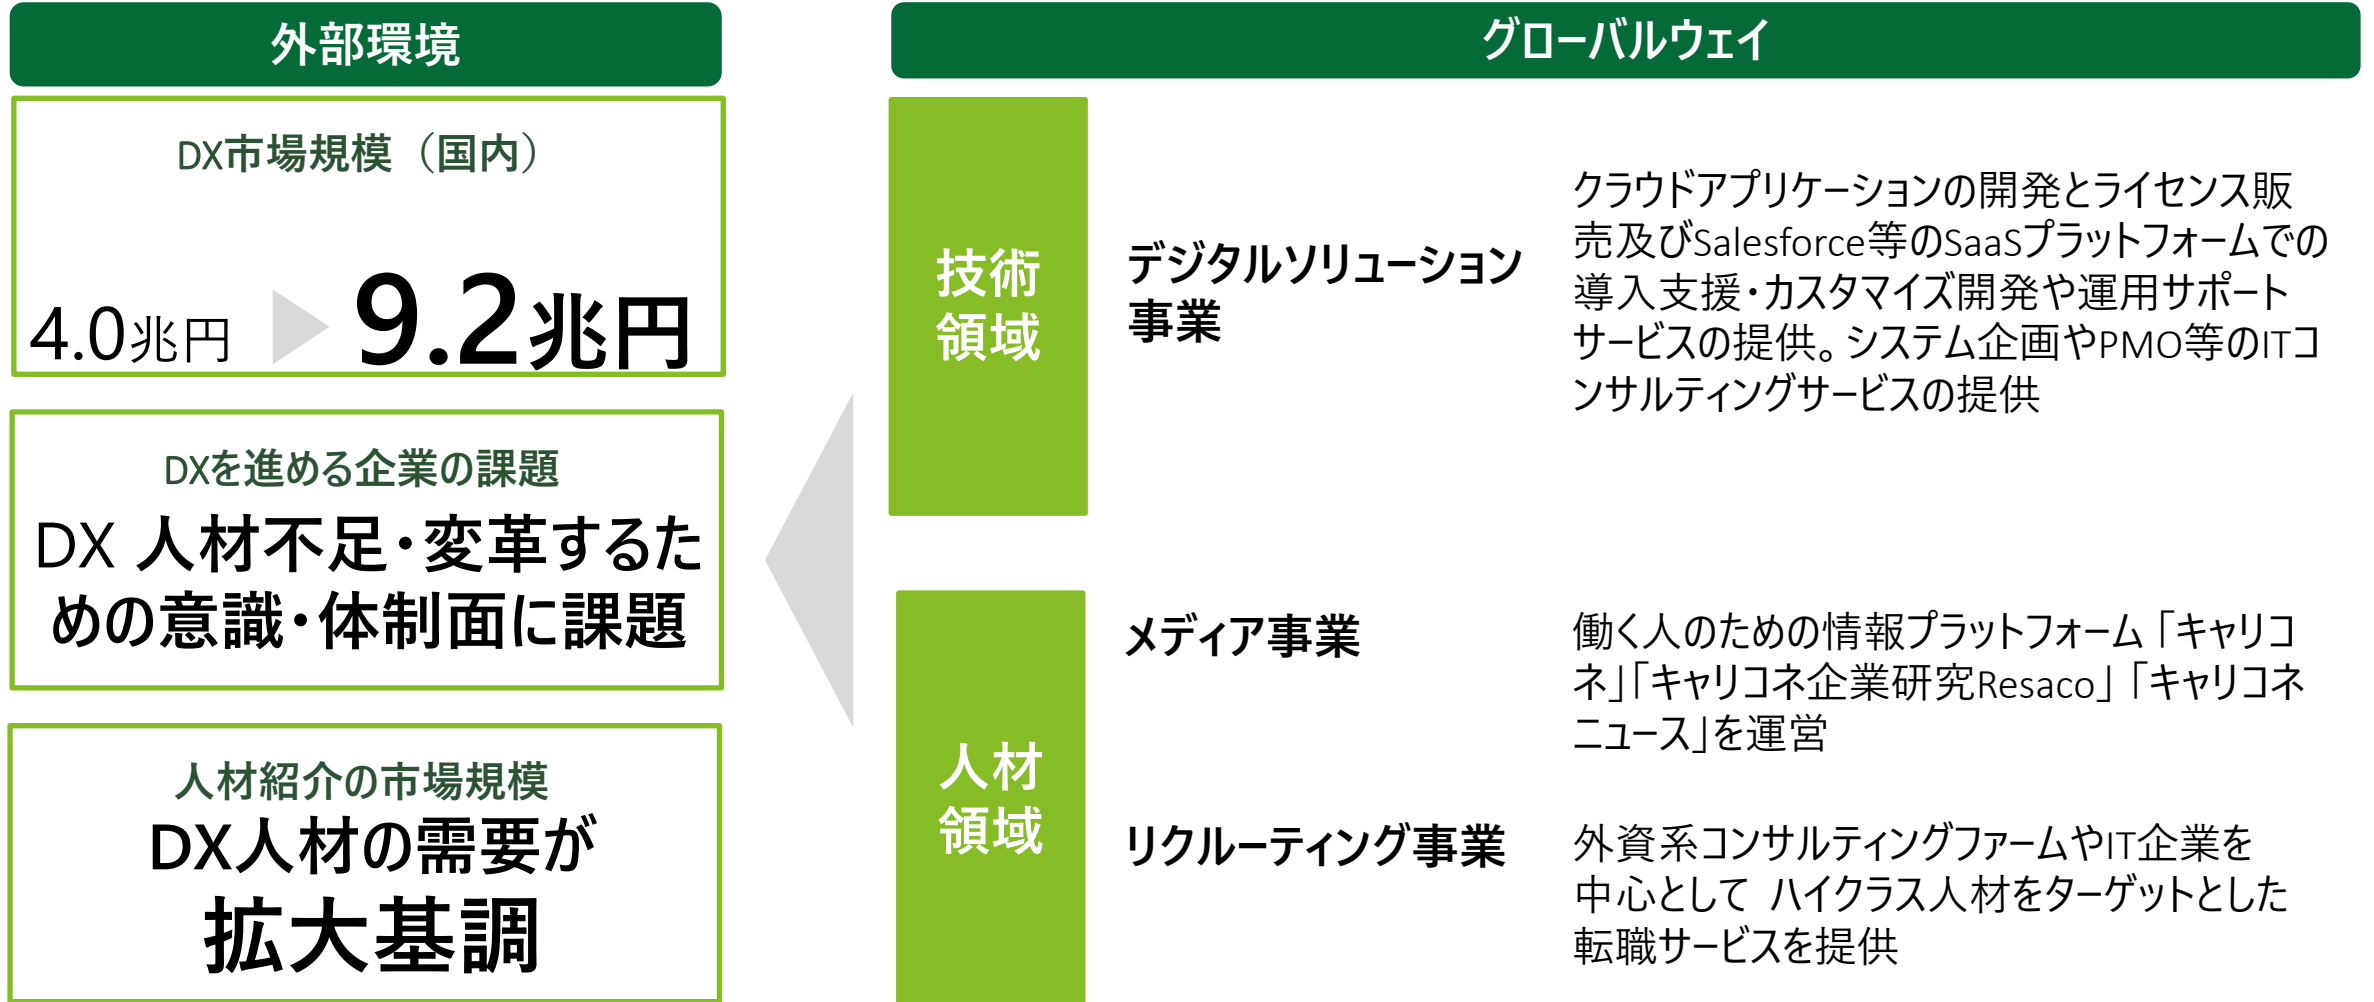 外部環境
DX市場規模（国内）
4.0兆円
9.2兆円
DXを進める企業の課題
DX 人材不足・変革するた
めの意識・体制面に課題
人材紹介の市場規模
DX人材の需要が
拡大基調
グローバルウェイ
技術
領域
デジタルソリューション
事業
クラウドアプリケーションの開発とライセンス販
売及びSalesforce等のSaaSプラットフォームでの
導入支援・カスタマイズ開発や運用サポート
サービスの提供。システム企画やPMO等のITコ
ンサルティングサービスの提供
人材
領域
メディア事業
働く人のための情報プラットフォーム「キャリコ
ネ」「キャリコネ企業研究Resaco」「キャリコネ
ニュース」を運営
リクルーティング事業
外資系コンサルティングファームやIT企業を
中心として ハイクラス人材をターゲットとした
転職サービスを提供